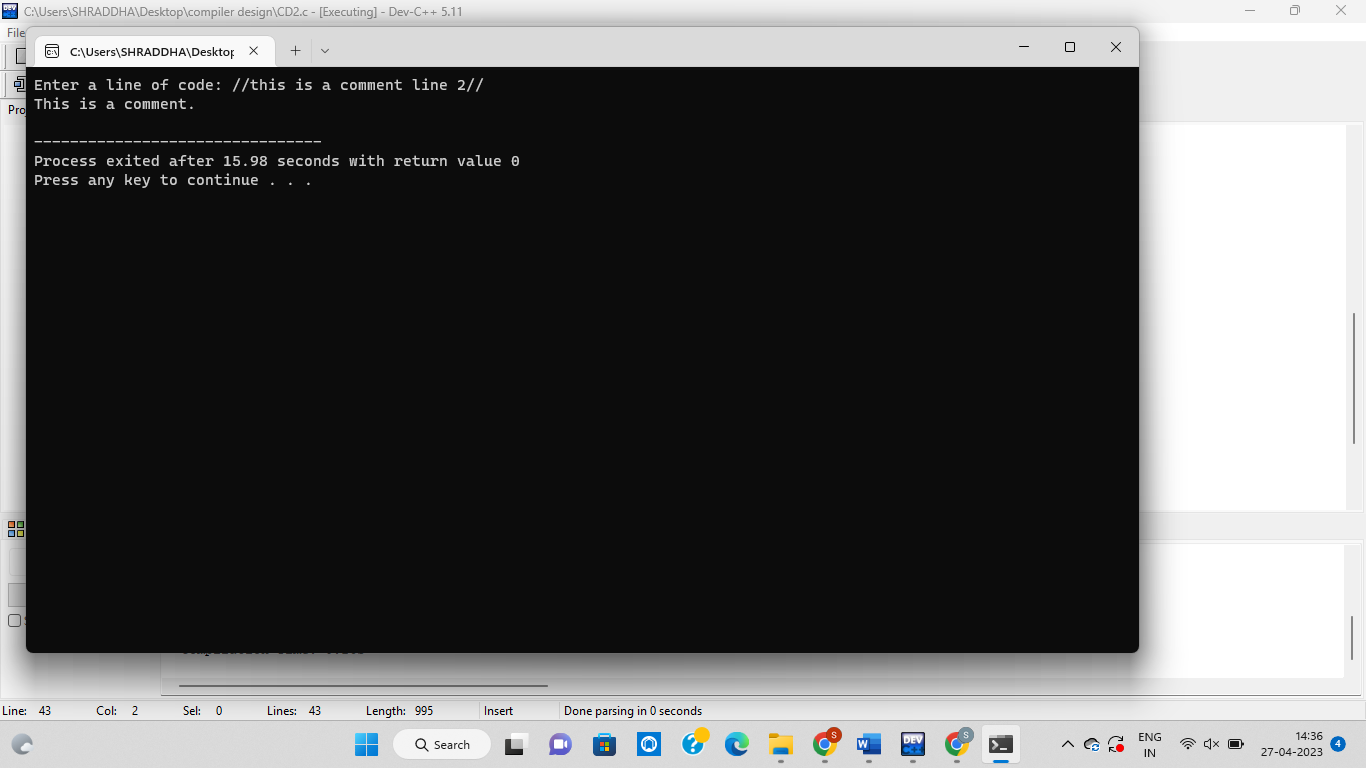 C:\Users\SHRADDHA\Desktop\compiler design\CD2.c - [Executing] - Dev-C++ 5.11
File
C:\Users\SHRADDHA\Desktop
Proj
Enter a line of code: //this is a comment line 2//
This is a comment.
--------------------------------
Process exited after 15.98 seconds with return value 0
Press any key to continue . . .
Line: 43 Col: 2 Sel: 0 Lines: 43 Length: 995 Insert Done parsing in 0 seconds
Search
DEV
S
S
ENG
IN
14:36
27-04-2023
4